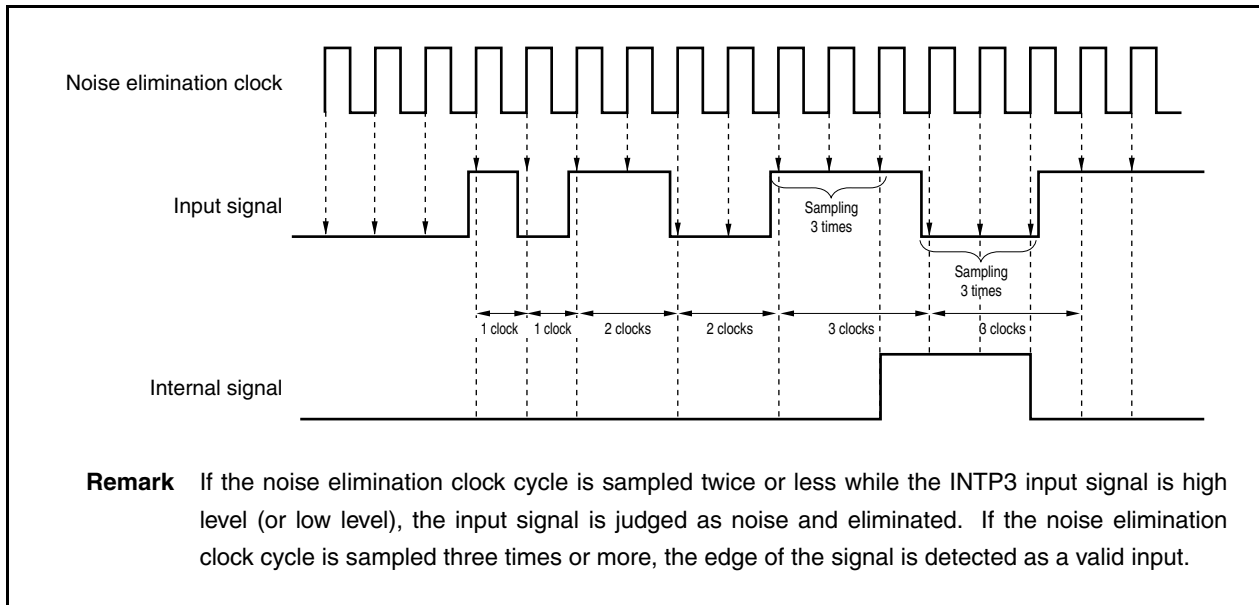 Noise elimination clock
Input signal
Sampling
3 times
Sampling
3 times
1 clock
1 clock
2 clocks
2 clocks
3 clocks
3 clocks
Internal signal
Remark If the noise elimination clock cycle is sampled twice or less while the INTP3 input signal is high
level (or low level), the input signal is judged as noise and eliminated. If the noise elimination
clock cycle is sampled three times or more, the edge of the signal is detected as a valid input.